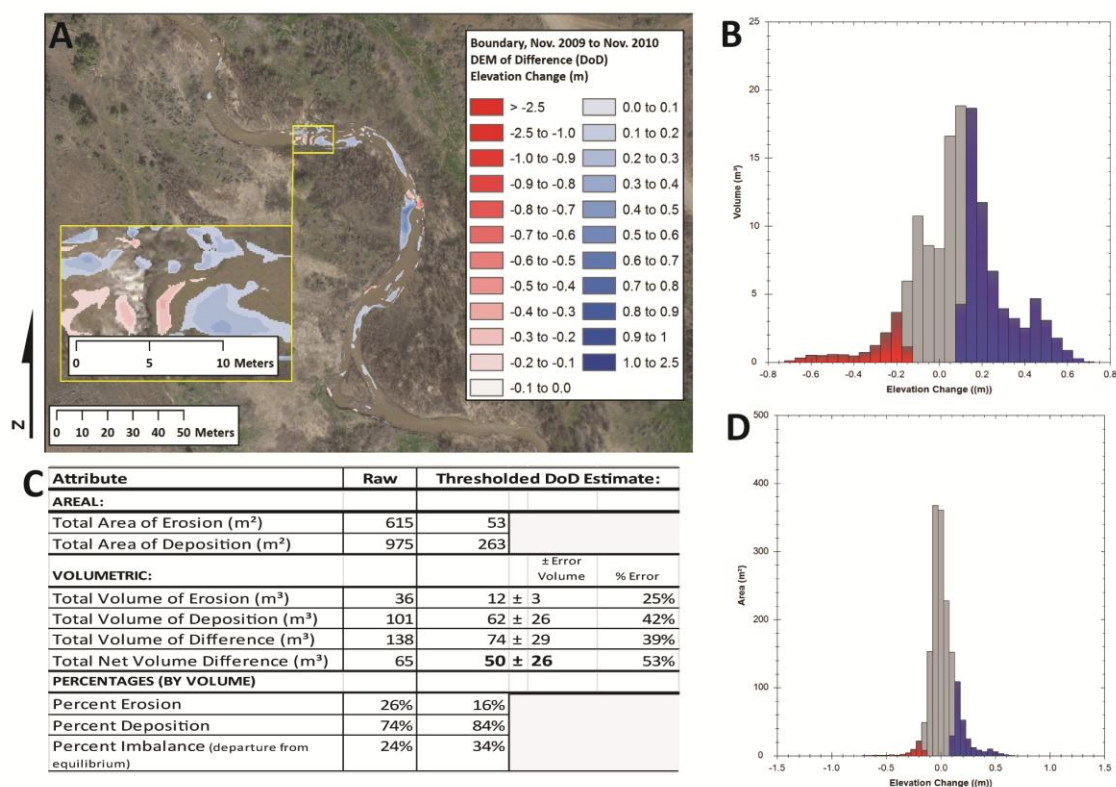 A
Boundary, Nov. 2009 to Nov. 2010
DEM of Difference (DoD)
Elevation Change (m)
> -2.5
-2.5 to -1.0
-1.0 to -0.9
-0.9 to -0.8
-0.8 to -0.7
-0.7 to -0.6
-0.6 to -0.5
-0.5 to -0.4
-0.4 to -0.3
-0.3 to -0.2
-0.2 to -0.1
-0.1 to 0.0
0.0 to 0.1
0.1 to 0.2
0.2 to 0.3
0.3 to 0.4
0.4 to 0.5
0.5 to 0.6
0.6 to 0.7
0.7 to 0.8
0.8 to 0.9
0.9 to 1
1.0 to 2.5
0 5 10 Meters
0 10 20 30 40 50 Meters
N
B
25
20
15
10
5
0
Volume (m³)
-0.8 -0.6 -0.4 -0.2 0.0 0.2 0.4 0.6 0.8
Elevation Change ((m))
C
Attribute Raw Thresholded DoD Estimate:
AREAL:
Total Area of Erosion (m²) 615 53
Total Area of Deposition (m²) 975 263
VOLUMETRIC: ± Error Volume % Error
Total Volume of Erosion (m³) 36 12 ± 3 25%
Total Volume of Deposition (m³) 101 62 ± 26 42%
Total Volume of Difference (m³) 138 74 ± 29 39%
Total Net Volume Difference (m³) 65 50 ± 26 53%
PERCENTAGES (BY VOLUME)
Percent Erosion 26% 16%
Percent Deposition 74% 84%
Percent Imbalance (departure from 24% 34%
equilibrium)
D
500
400
300
200
100
0
Area (m²)
-1.5 -1.0 -0.5 0.0 0.5 1.0 1.5
Elevation Change ((m))